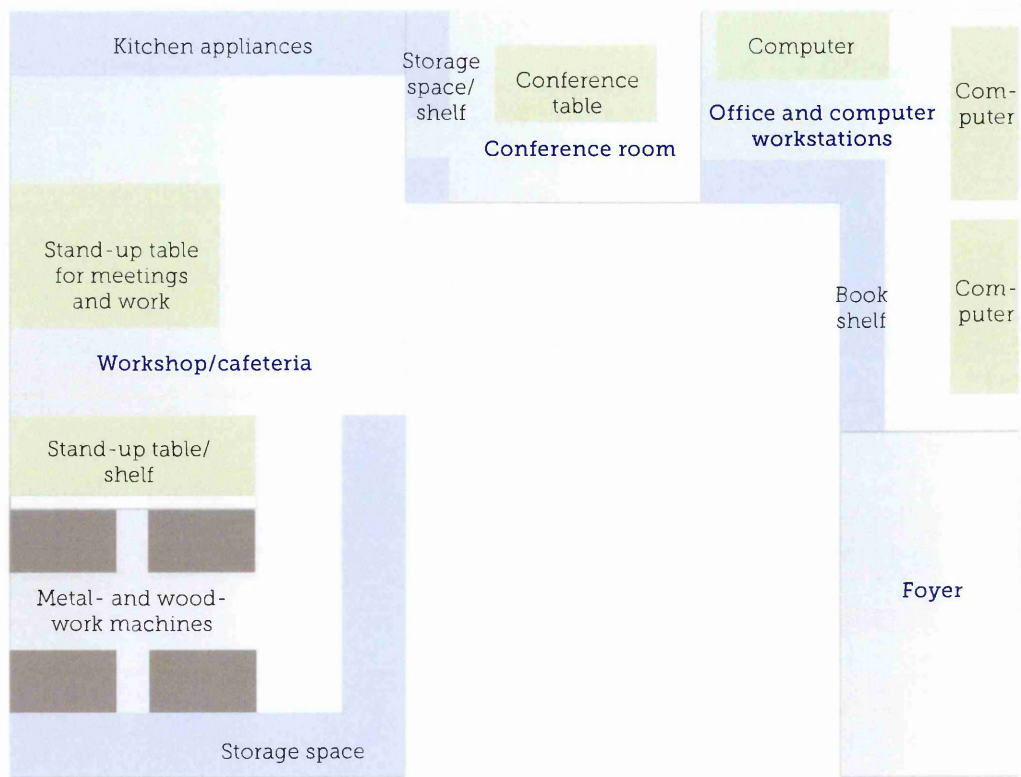 Kitchen appliances
Storage
space/
shelf
Conference
table
Conference room
Computer
Office and computer
workstations
Com-
puter
Stand-up table
for meetings
and work
Workshop/cafeteria
Book
shelf
Com-
puter
Stand-up table/
shelf
Metal- and wood-
work machines
Foyer
Storage space